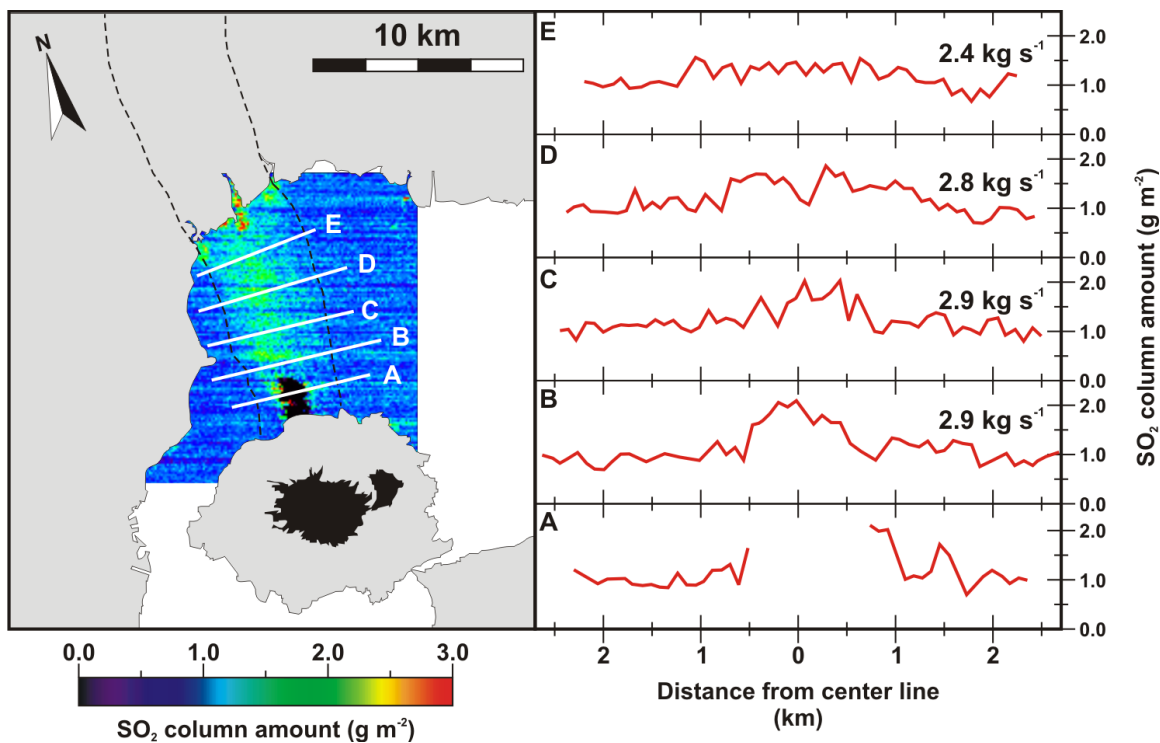 N
10 km
E
D
C
B
A
0.0 1.0 2.0 3.0
SO₂ column amount (g m⁻²)
E
2.4 kg s⁻¹
2.0
1.0
0.0
D
2.8 kg s⁻¹
2.0
1.0
0.0
C
2.9 kg s⁻¹
2.0
1.0
0.0
B
2.9 kg s⁻¹
2.0
1.0
0.0
A
2.0
1.0
0.0
SO₂ column amount (g m⁻²)
2 1 0 1 2
Distance from center line
(km)